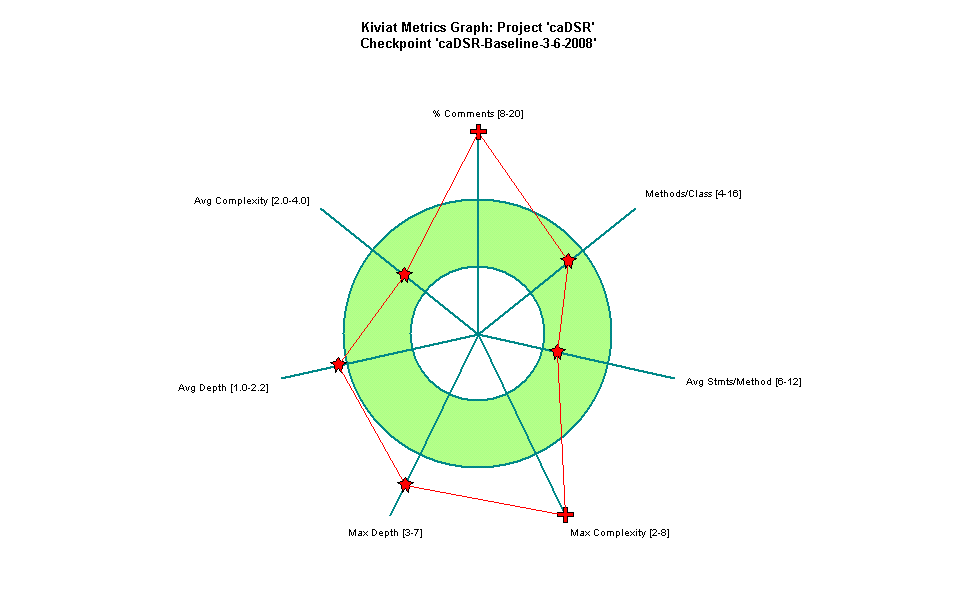 Kiviat Metrics Graph: Project 'caDSR'
Checkpoint 'caDSR-Baseline-3-6-2008'
% Comments [8-20]
Methods/Class [4-16]
Avg Complexity [2.0-4.0]
Avg Stmts/Method [6-12]
Avg Depth [1.0-2.2]
Max Depth [3-7]
Max Complexity [2-8]